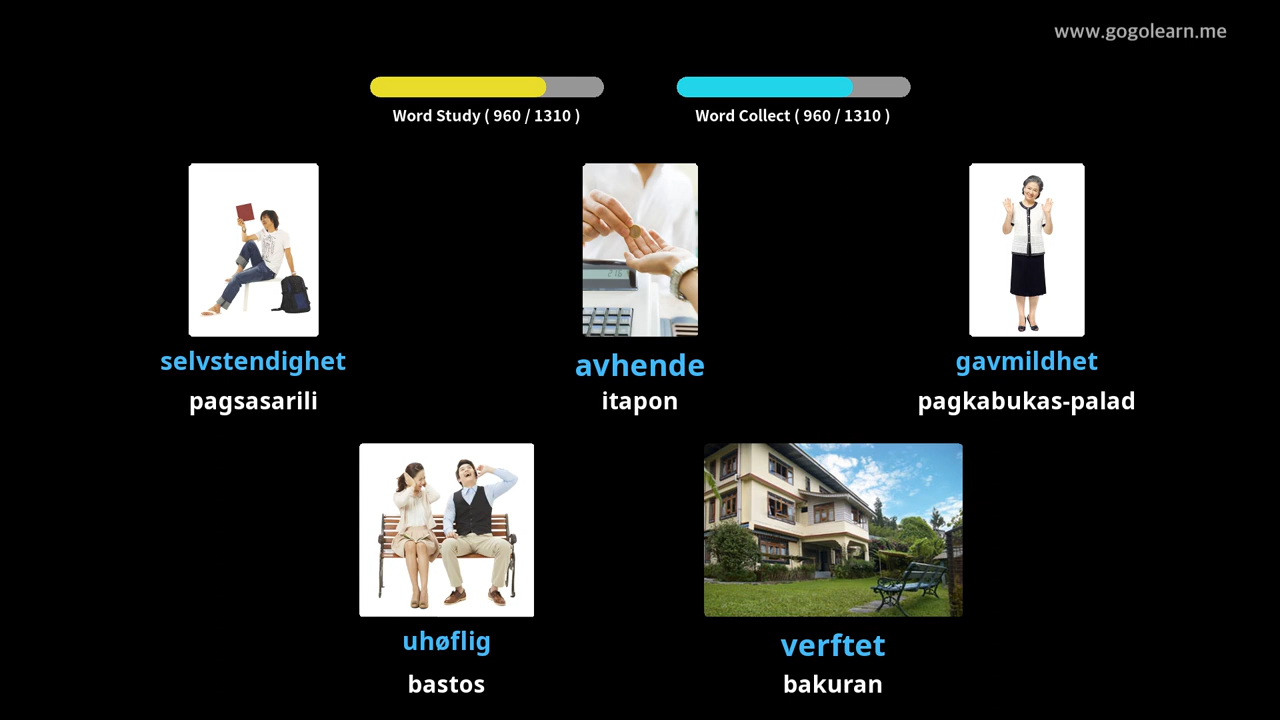 www.gogolearn.me
Word Study ( 960 / 1310 )
Word Collect ( 960 / 1310 )
selvstendighet
pagsasarili
avhende
itapon
gavmildhet
pagkabukas-palad
uhøflig
bastos
verftet
bakuran